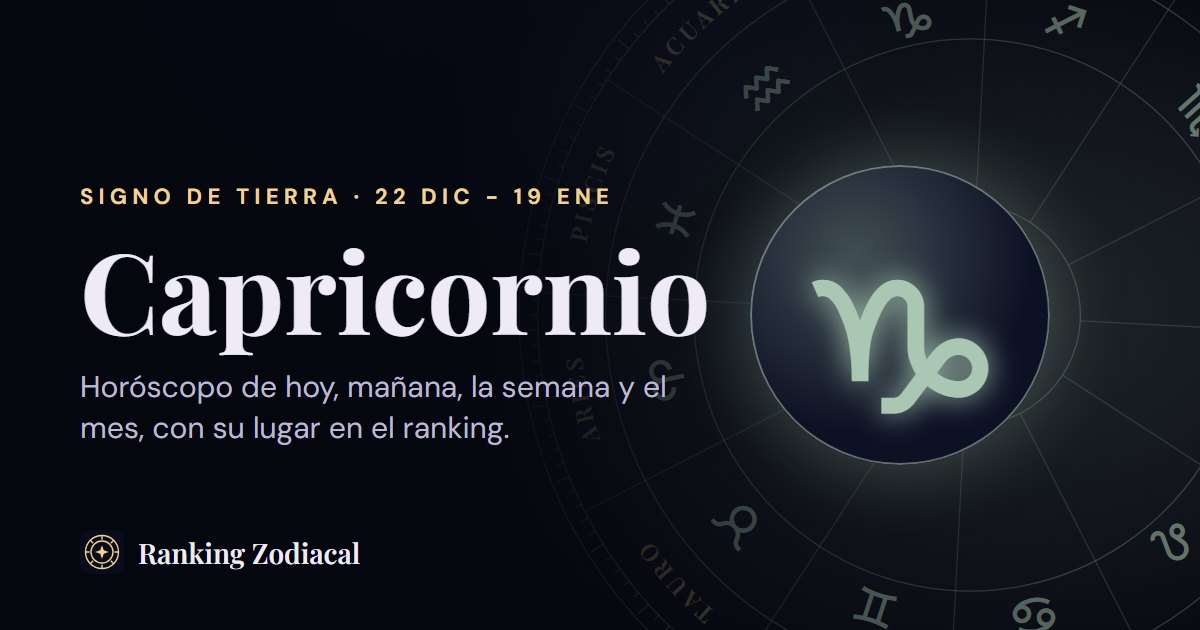 SIGNO DE TIERRA · 22 DIC – 19 ENE
Capricornio
Horóscopo de hoy, mañana, la semana y el
mes, con su lugar en el ranking.
Ranking Zodiacal
PISCIS
ARIES
TAURO